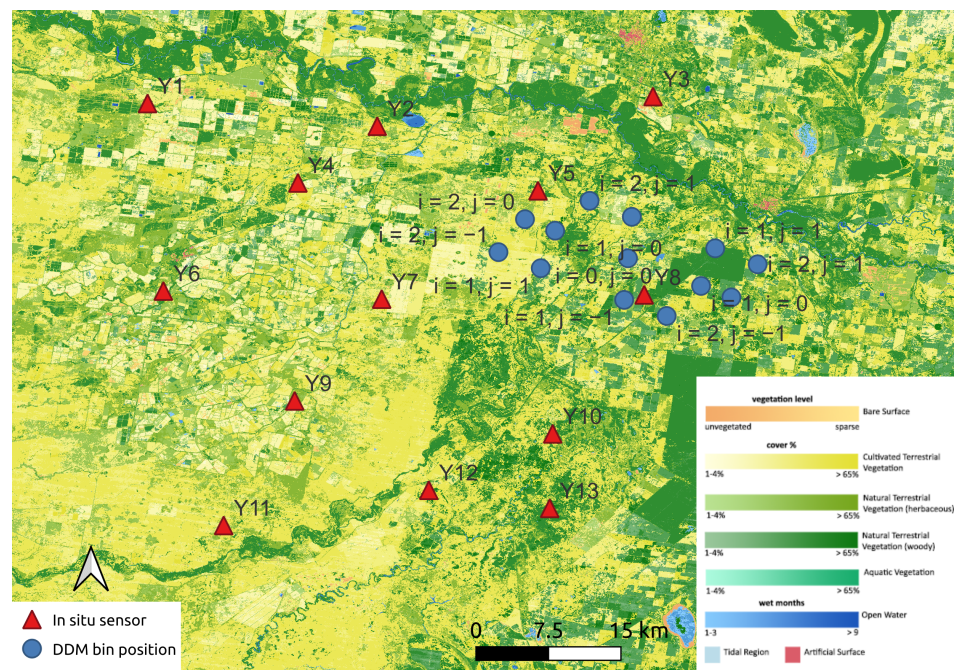 Y1
Y2
Y3
Y4
Y5
i = 2, j = 1
i = 2, j = 0
i = 2, j = −1
i = 1, j = 0
i = 1, j = 1
i = 2, j = 1
Y6
Y7
i = 1, j = 1
i = 0, j = 0
Y8
i = 1, j = 0
i = 1, j = −1
i = 2, j = −1
Y9
Y10
Y12
Y13
Y11
vegetation level
Bare Surface
unvegetated sparse
cover %
Cultivated Terrestrial
Vegetation
1-4% > 65%
Natural Terrestrial
Vegetation (herbaceous)
1-4% > 65%
Natural Terrestrial
Vegetation (woody)
1-4% > 65%
Aquatic Vegetation
1-4% > 65%
wet months
Open Water
1-3 > 9
Tidal Region Artificial Surface
In situ sensor
DDM bin position
0 7.5 15 km